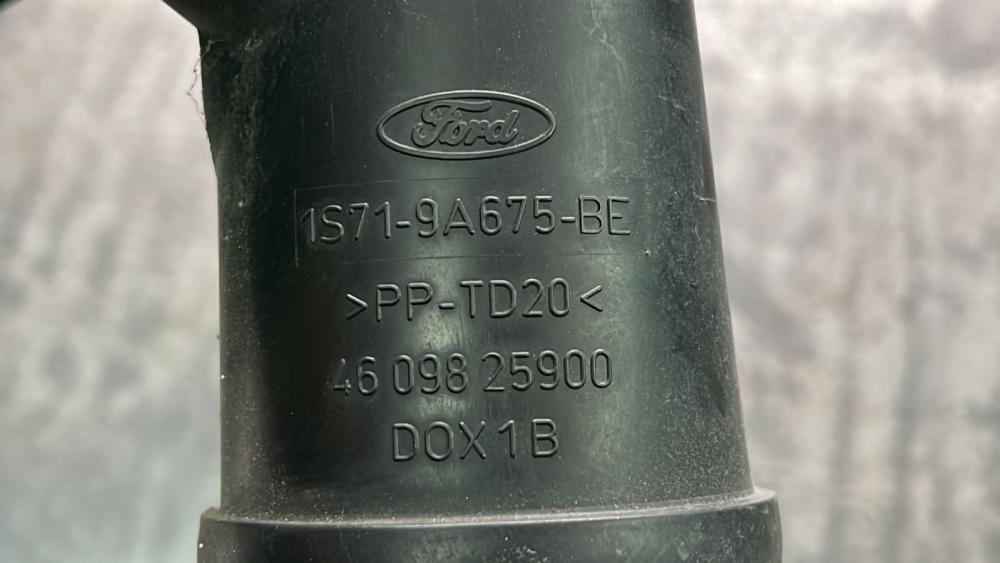 Ford
1S71-9A675-BE
>PP-TD20<
46 098 25900
DOX1B